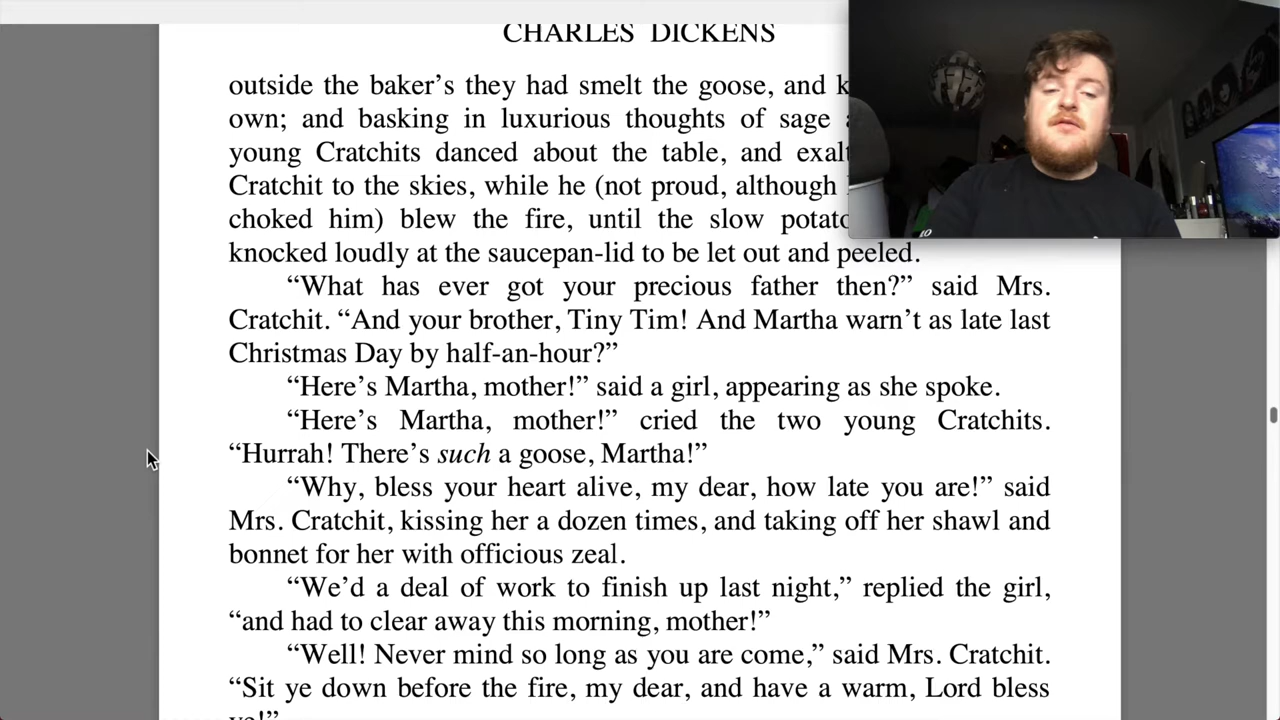 CHARLES DICKENS
outside the baker’s they had smelt the goose, and
own; and basking in luxurious thoughts of sage
young Cratchits danced about the table, and
Cratchit to the skies, while he (not proud, although
choked him) blew the fire, until the slow
knocked loudly at the saucepan-lid to be let out and peeled.
“What has ever got your precious father then?” said Mrs.
Cratchit. “And your brother, Tiny Tim! And Martha warn’t as late last
Christmas Day by half-an-hour?”
“Here’s Martha, mother!” said a girl, appearing as she spoke.
“Here’s Martha, mother!” cried the two young Cratchits.
“Hurrah! There’s such a goose, Martha!”
“Why, bless your heart alive, my dear, how late you are!” said
Mrs. Cratchit, kissing her a dozen times, and taking off her shawl and
bonnet for her with officious zeal.
“We’d a deal of work to finish up last night,” replied the girl,
“and had to clear away this morning, mother!”
“Well! Never mind so long as you are come,” said Mrs. Cratchit.
“Sit ye down before the fire, my dear, and have a warm, Lord bless